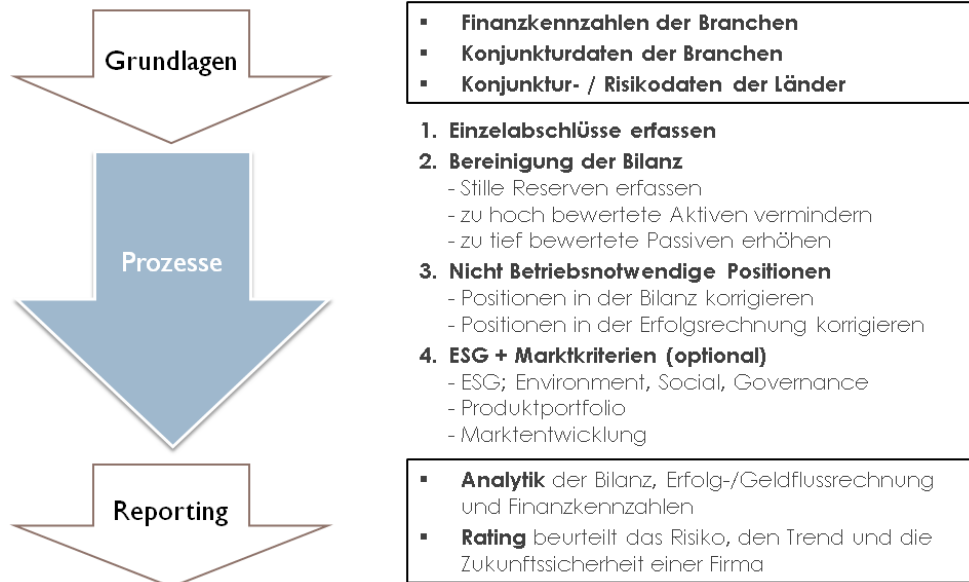 Grundlagen
▪ Finanzkennzahlen der Branchen
▪ Konjunkturdaten der Branchen
▪ Konjunktur- / Risikodaten der Länder
Prozesse
1. Einzelabschlüsse erfassen
2. Bereinigung der Bilanz
- Stille Reserven erfassen
- zu hoch bewertete Aktiven vermindern
- zu tief bewertete Passiven erhöhen
3. Nicht Betriebsnotwendige Positionen
- Positionen in der Bilanz korrigieren
- Positionen in der Erfolgsrechnung korrigieren
4. ESG + Marktkriterien (optional)
- ESG; Environment, Social, Governance
- Produktportfolio
- Marktentwicklung
Reporting
▪ Analytik der Bilanz, Erfolg-/Geldflussrechnung
und Finanzkennzahlen
▪ Rating beurteilt das Risiko, den Trend und die
Zukunftssicherheit einer Firma